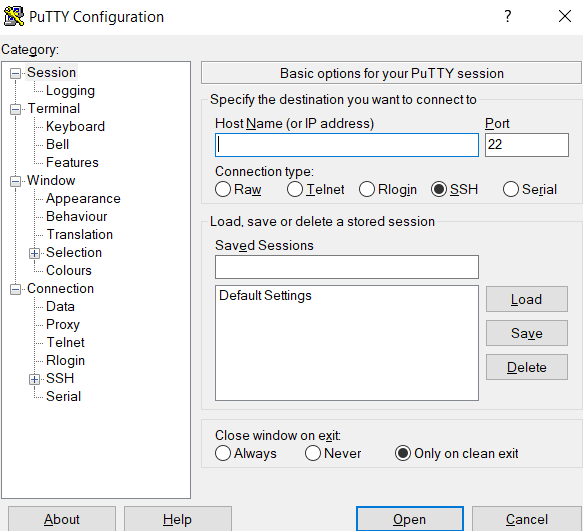 PuTTY Configuration
?
Category:
Session
Logging
Terminal
Keyboard
Bell
Features
Window
Appearance
Behaviour
Translation
Selection
Colours
Connection
Data
Proxy
Telnet
Rlogin
SSH
Serial
Basic options for your PuTTY session
Specify the destination you want to connect to
Host Name (or IP address) Port
22
Connection type:
Raw Telnet Rlogin SSH Serial
Load, save or delete a stored session
Saved Sessions
Default Settings
Load
Save
Delete
Close window on exit:
Always Never Only on clean exit
About Help Open Cancel